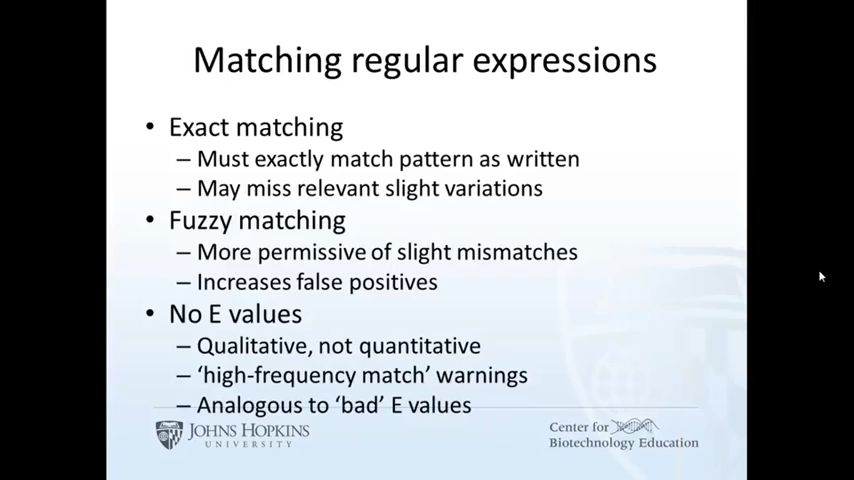 Matching regular expressions
• Exact matching
– Must exactly match pattern as written
– May miss relevant slight variations
• Fuzzy matching
– More permissive of slight mismatches
– Increases false positives
• No E values
– Qualitative, not quantitative
– ‘high-frequency match’ warnings
– Analogous to ‘bad’ E values
JOHNS HOPKINS
UNIVERSITY
Center for
Biotechnology Education